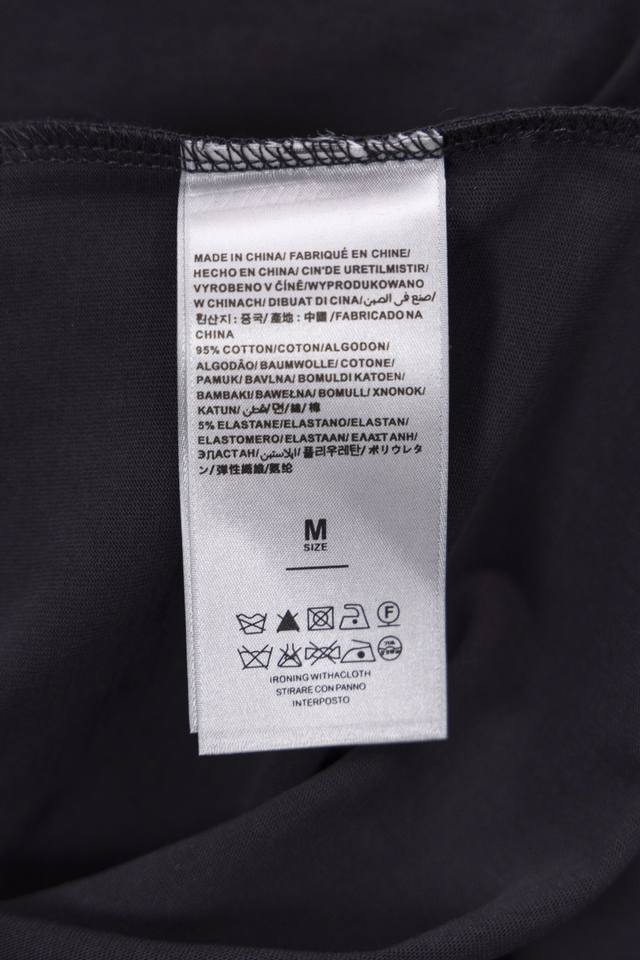 MADE IN CHINA/ FABRIQUÉ EN CHINE/
HECHO EN CHINA/ CIN'DE URETILMISTIR/
VYROBENO V ČÍNĚ/WYPRODUKOWANO
W CHINACH/ DIBUAT DI CINA/صنع في الصين/
원산지: 중국/ 產地: 中國 /FABRICADO NA
CHINA
95% COTTON/COTON/ALGODON/
ALGODÃO/ BAUMWOLLE/ COTONE/
PAMUK/ BAVLNA/ BOMULDI KATOEN/
BAMBAKI/ BAWEŁNA/ BOMULL/ XNONOK/
KATUN/ قطن/면/綿/ 棉
5% ELASTANE/ELASTANO/ELASTAN/
ELASTOMERO/ ELASTAAN/ ΕΛΑΣΤΑΝΗ/
ЭЛАСТАН/إيلاستين/폴리우레탄/ポリウレタ
ン/弾性繊維/氨纶
M
SIZE
F
IRONING WITHACLOTH
STIRARE CON PANNO
INTERPOSTO